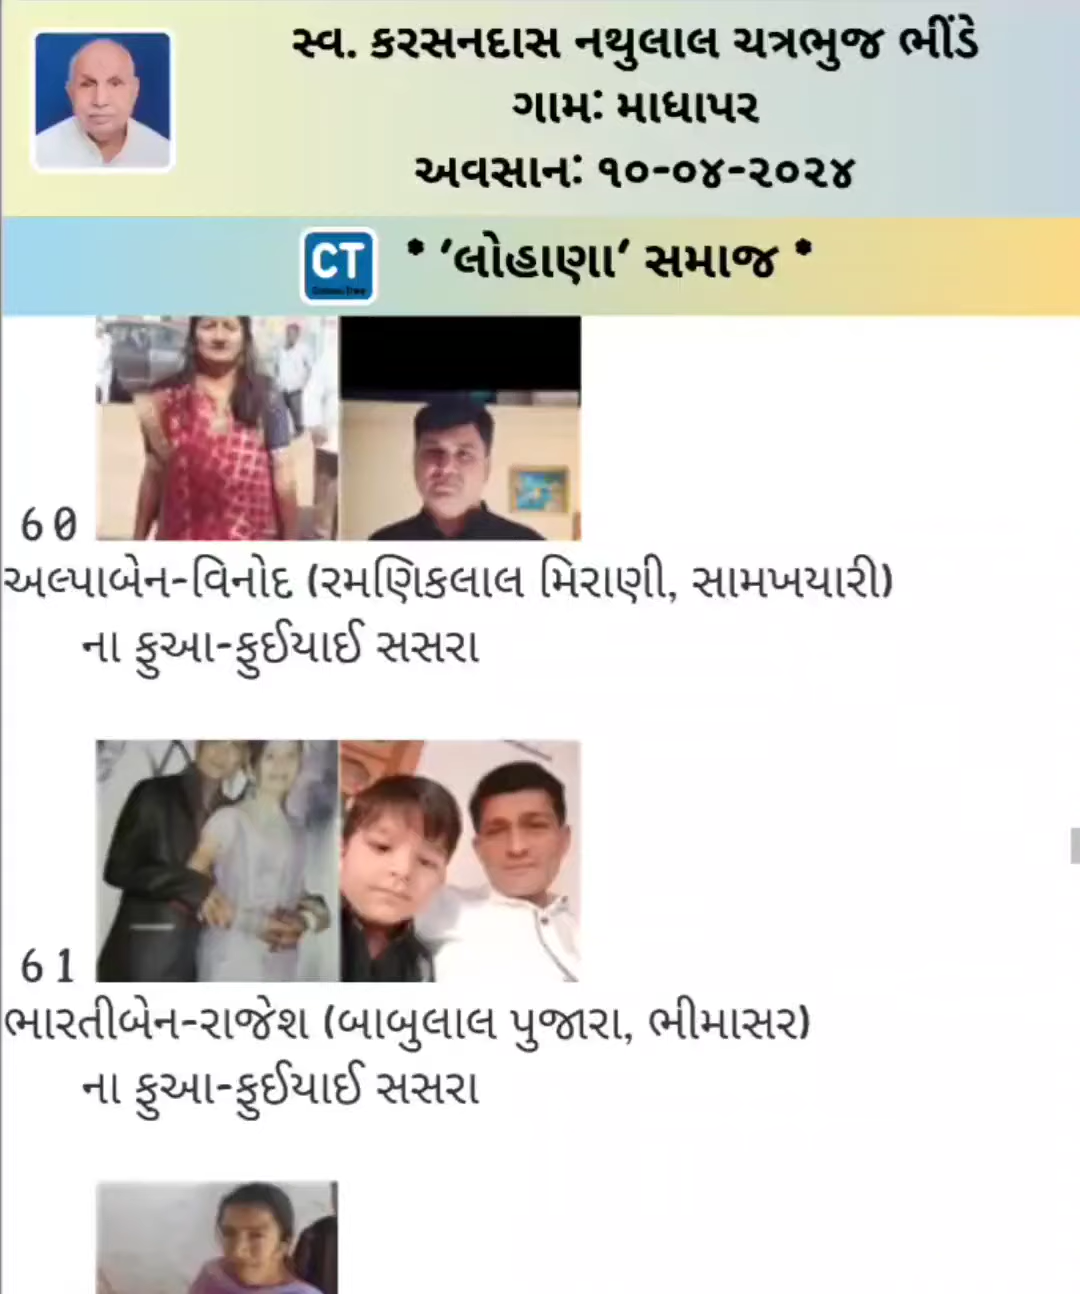 સ્વ. કરસનદાસ નથુલાલ ચત્રભુજ ભીંડે
ગામ: માધાપર
અવસાન: ૧૦-૦૪-૨૦૨૪
CT
* ‘લોહાણા‘ સમાજ *
60
અલ્પાબેન-વિનોદ (રમણિકલાલ મિરાણી, સામખયારી)
ના ફુઆ-ફુઈયાઈ સસરા
61
ભારતીબેન-રાજેશ (બાબુલાલ પુજારા, ભીમાસર)
ના ફુઆ-ફુઈયાઈ સસરા